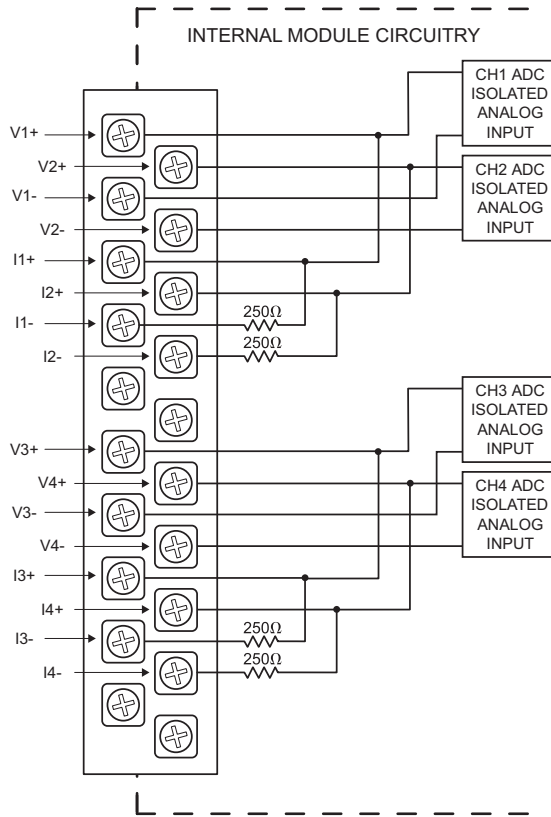 INTERNAL MODULE CIRCUITRY
CH1 ADC
ISOLATED
ANALOG
INPUT
V1+
V2+
CH2 ADC
ISOLATED
ANALOG
INPUT
V1-
V2-
I1+
I2+
I1-
250Ω
I2-
250Ω
CH3 ADC
ISOLATED
ANALOG
INPUT
V3+
V4+
CH4 ADC
ISOLATED
ANALOG
INPUT
V3-
V4-
I3+
I4+
I3-
250Ω
I4-
250Ω